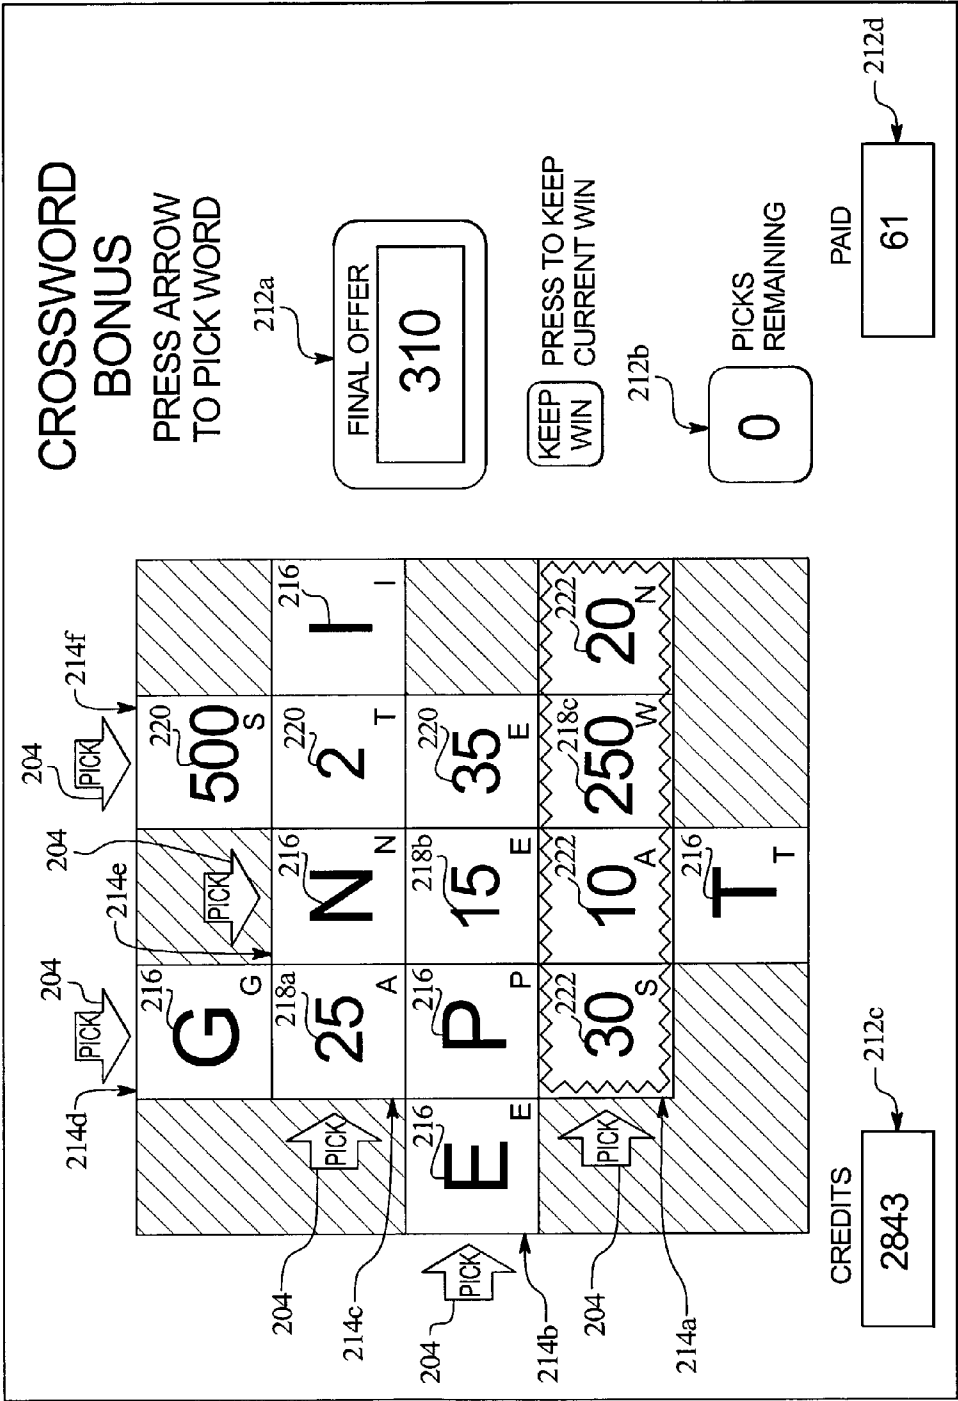 CROSSWORD
BONUS
PRESS ARROW
TO PICK WORD
204
204
204
214f
214d
214e
PICK
PICK
PICK
216
G
G
220
500
S
204
214c
PICK
218a
25
A
216
N
N
220
2
T
216
I
I
204
214b
PICK
216
E
E
216
P
P
218b
15
E
220
35
E
204
214a
PICK
222
30
S
222
10
A
218c
250
W
222
20
N
216
T
T
212a
FINAL OFFER
310
KEEP
WIN
PRESS TO KEEP
CURRENT WIN
212b
0
PICKS
REMAINING
CREDITS
2843
212c
PAID
61
212d